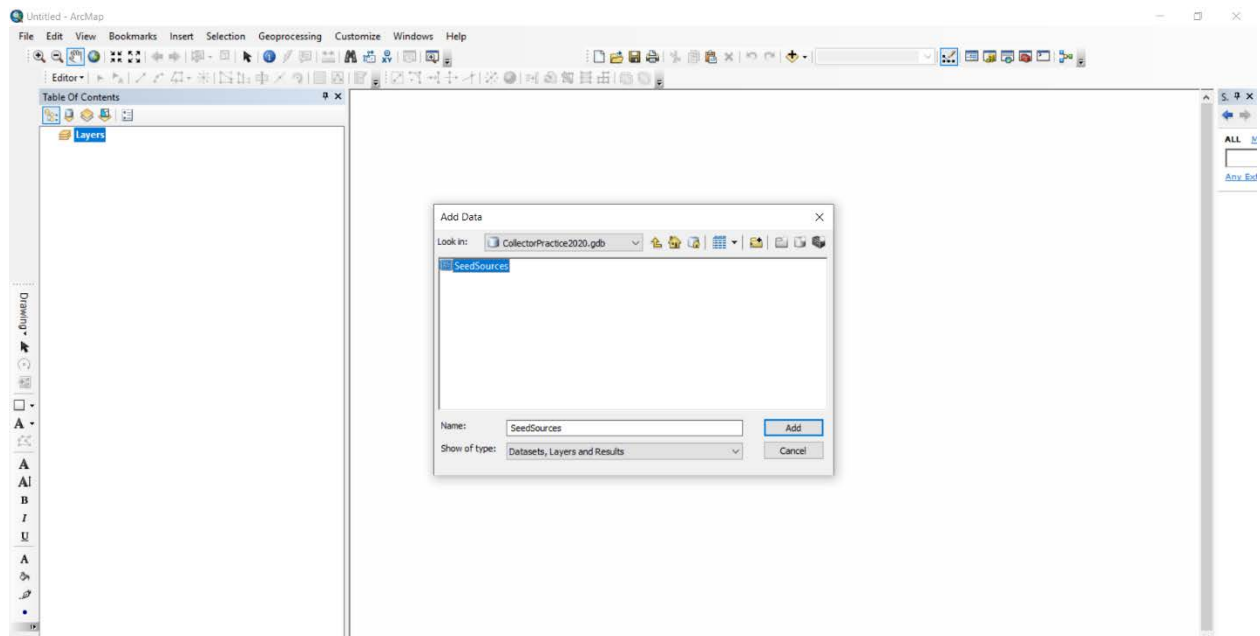 Untitled - ArcMap
File Edit View Bookmarks Insert Selection Geoprocessing Customize Windows Help
Editor
Table Of Contents
Layers
S.
ALL M
Any Ext
Add Data
Look in: CollectorPractice2020.gdb
SeedSources
Name: SeedSources
Add
Show of type: Datasets, Layers and Results
Cancel
Drawing
A
A
A
B
I
U
A